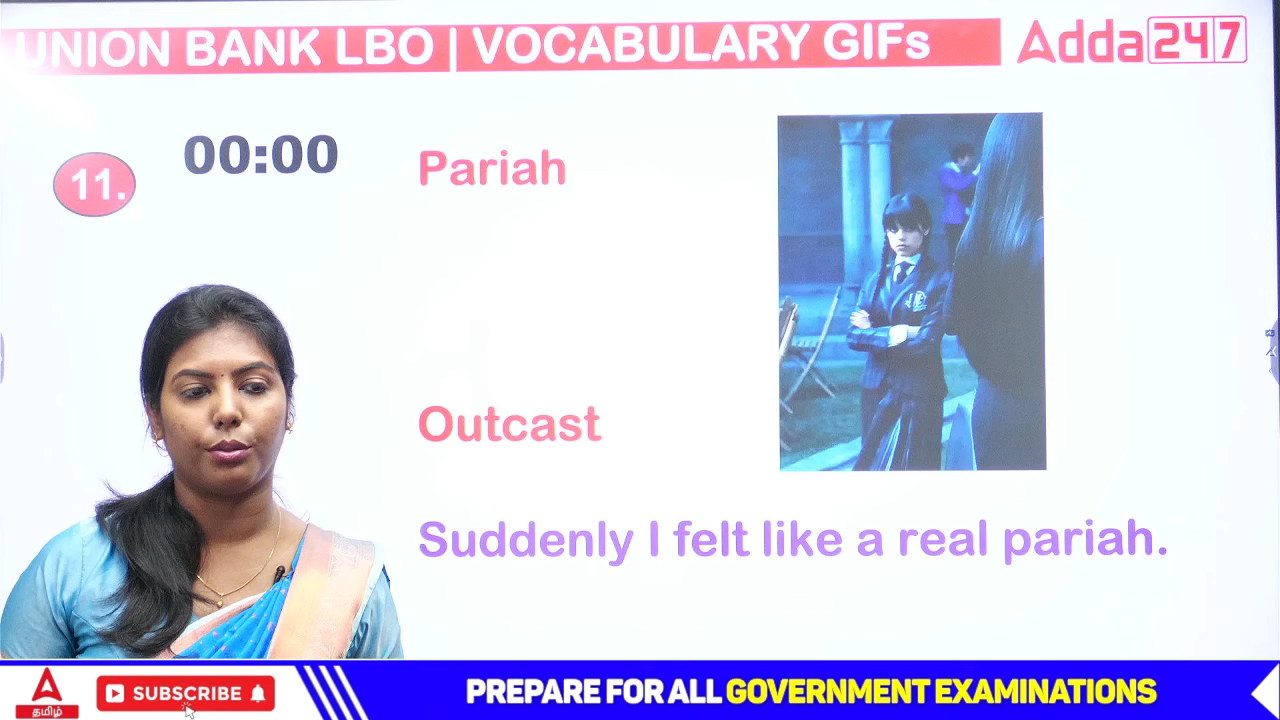 UNION BANK LBO | VOCABULARY GIFs
Adda247
11.
00:00
Pariah
Outcast
Suddenly I felt like a real pariah.
தமிழ்
SUBSCRIBE
PREPARE FOR ALL GOVERNMENT EXAMINATIONS